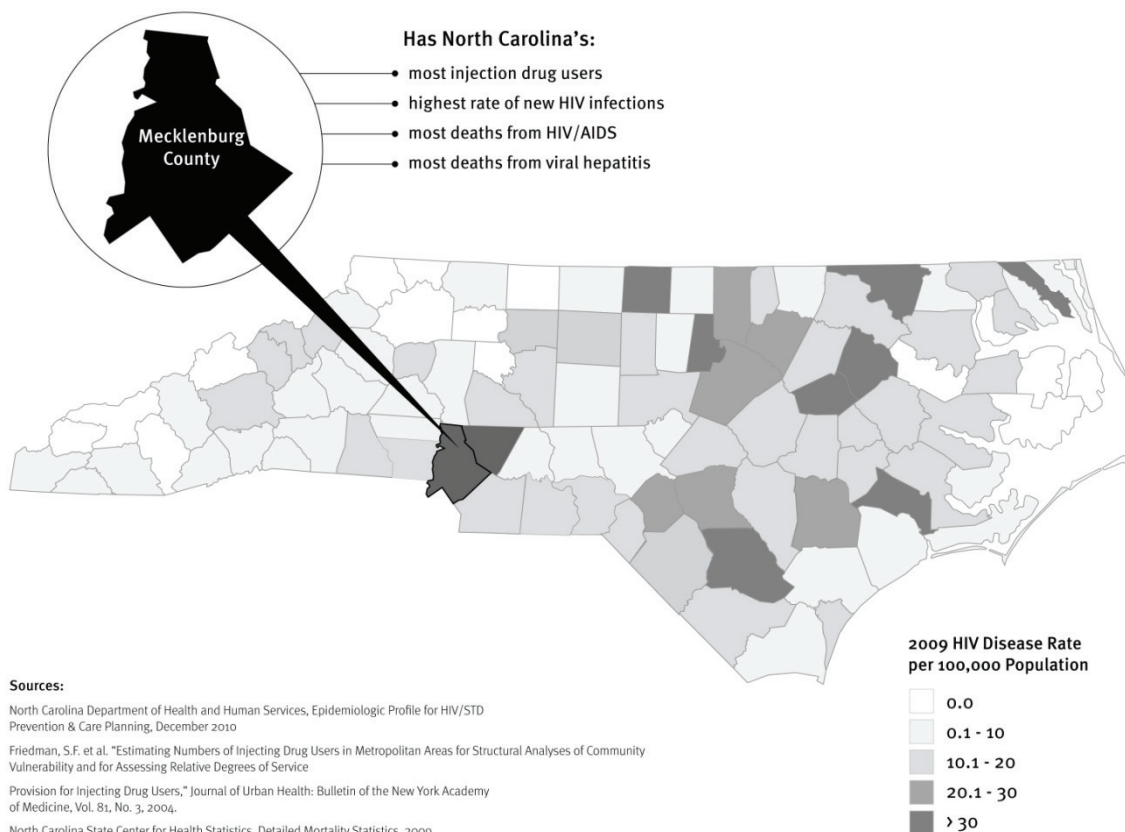 Has North Carolina's:
most injection drug users
highest rate of new HIV infections
most deaths from HIV/AIDS
most deaths from viral hepatitis
Mecklenburg
County
2009 HIV Disease Rate
per 100,000 Population
0.0
0.1 - 10
10.1 - 20
20.1 - 30
> 30
Sources:
North Carolina Department of Health and Human Services, Epidemiologic Profile for HIV/STD
Prevention & Care Planning, December 2010
Friedman, S.F. et al. "Estimating Numbers of Injecting Drug Users in Metropolitan Areas for Structural Analyses of Community
Vulnerability and for Assessing Relative Degrees of Service
Provision for Injecting Drug Users," Journal of Urban Health: Bulletin of the New York Academy
of Medicine, Vol. 81, No. 3, 2004.
North Carolina State Center for Health Statistics, Detailed Mortality Statistics, 2009